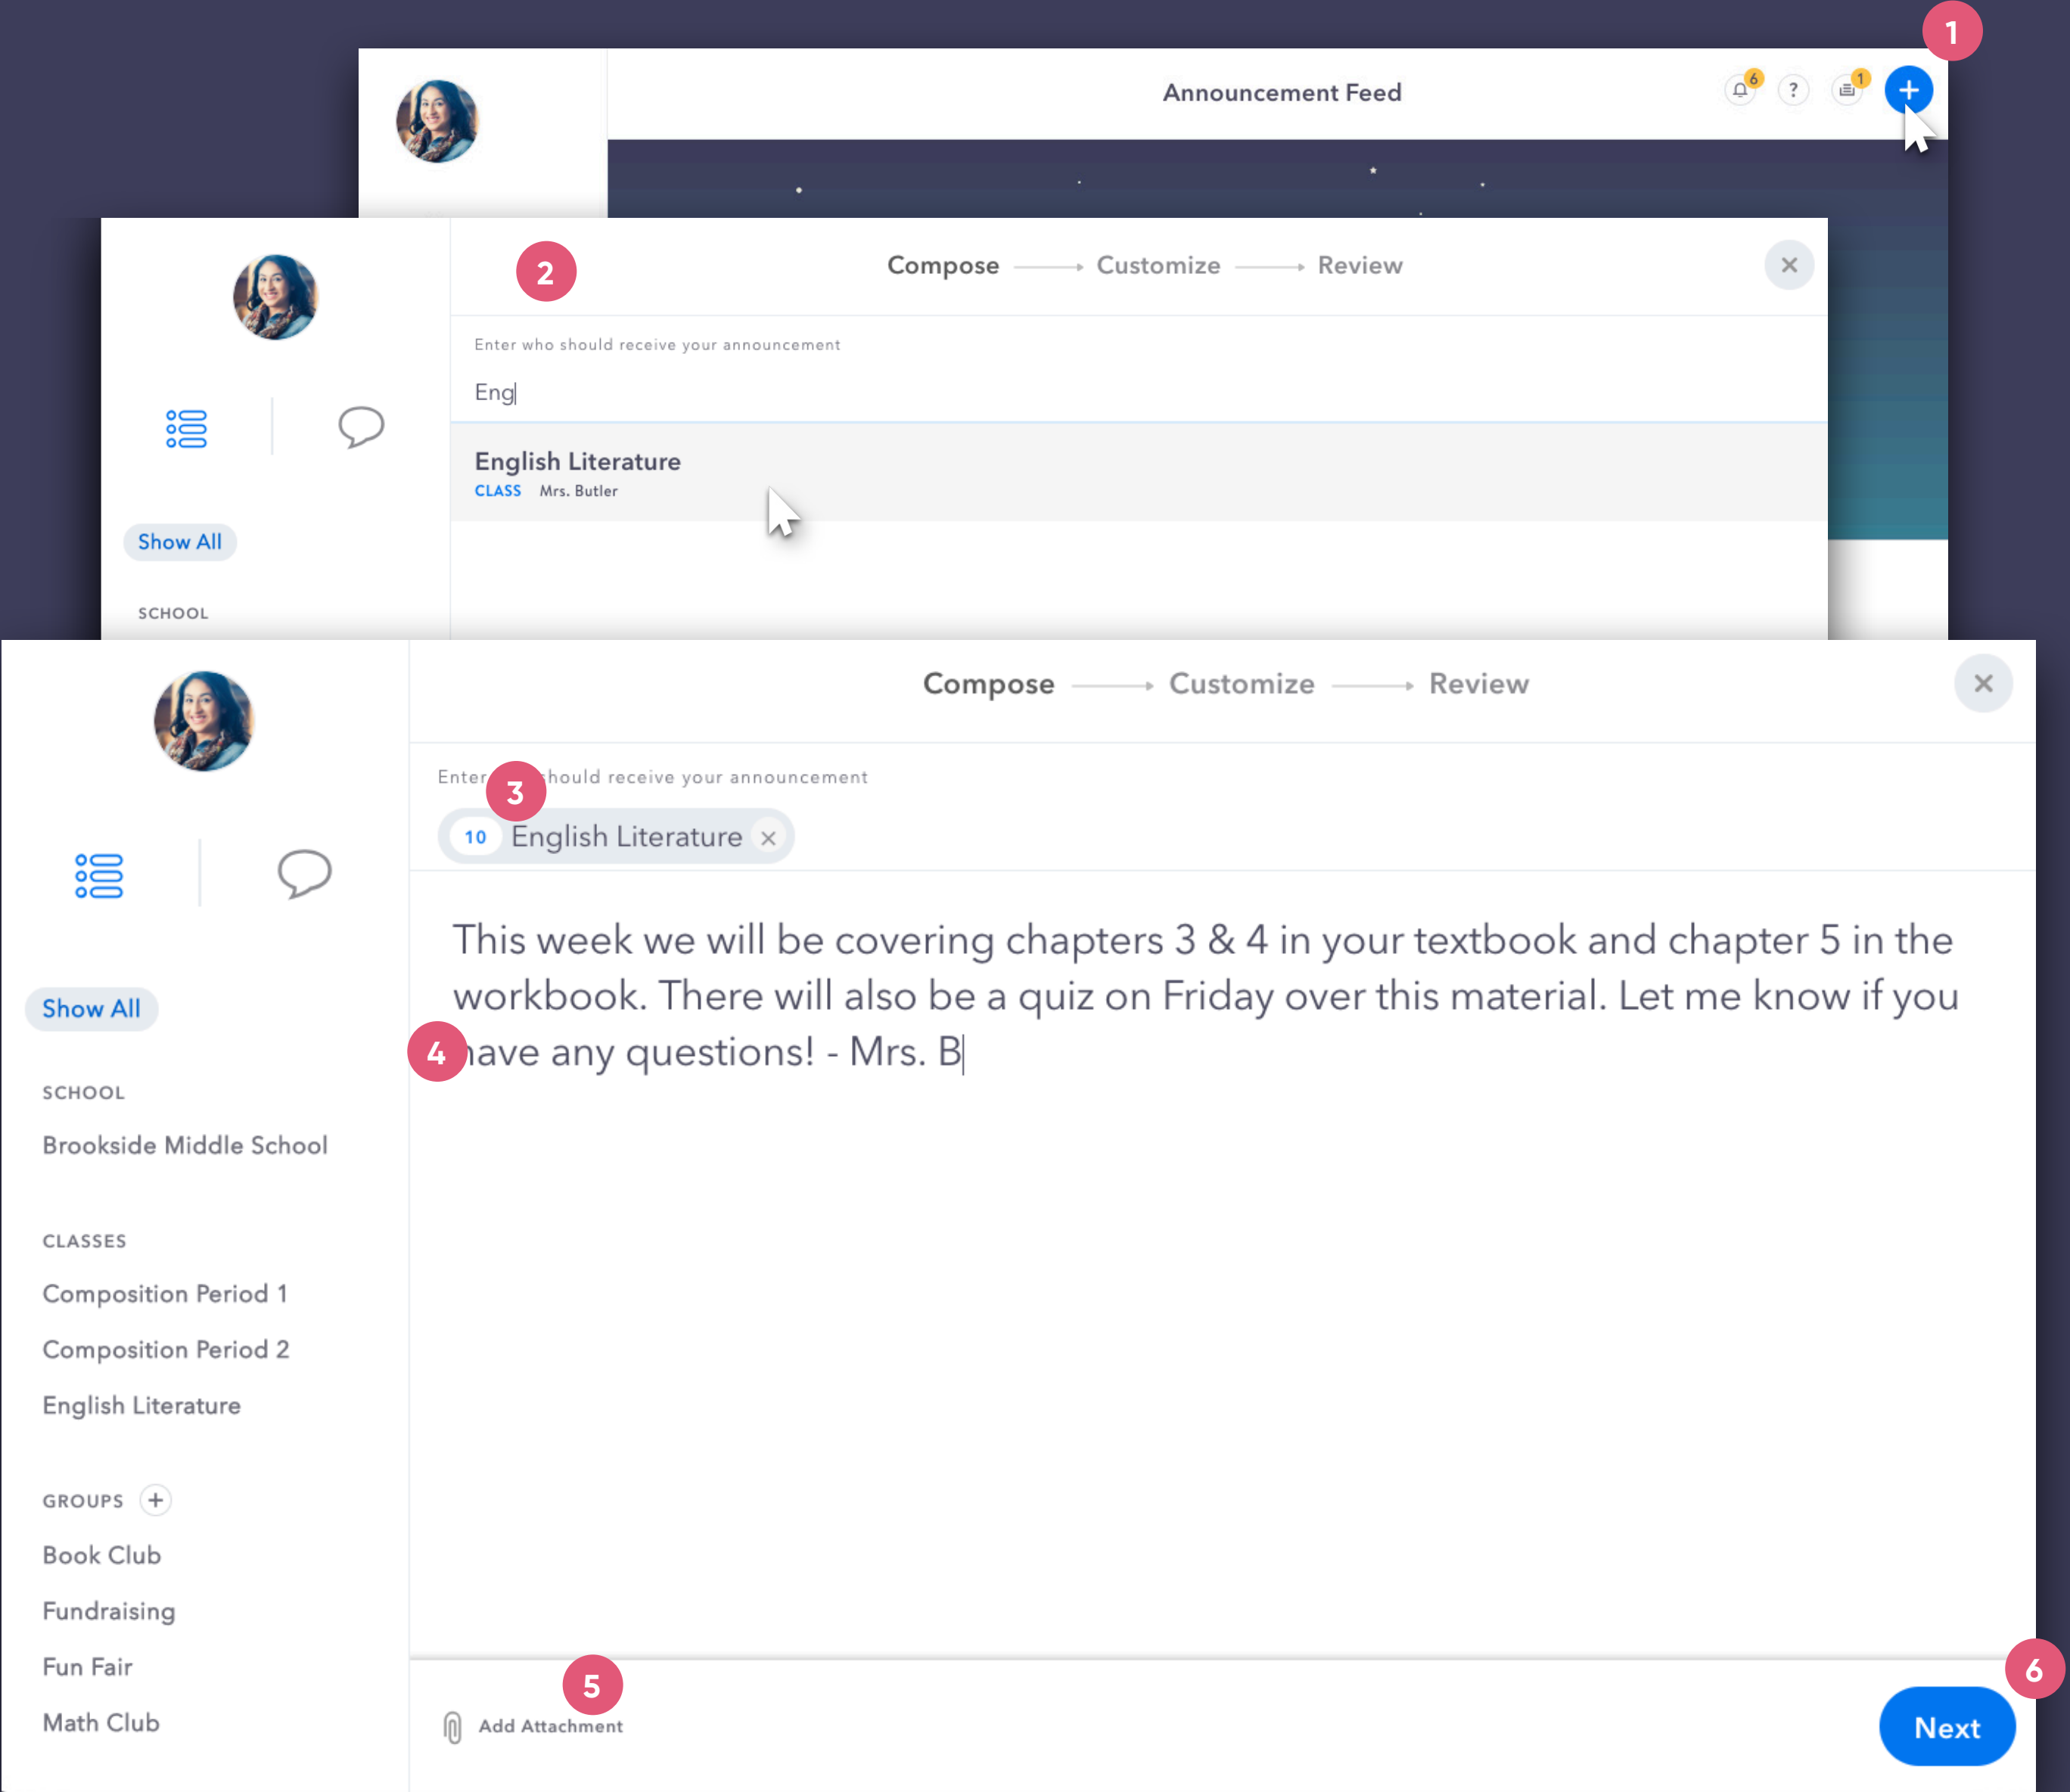 1
Announcement Feed
6
?
1
+
2
Compose
Customize
Review
Enter who should receive your announcement
Eng
English Literature
CLASS Mrs. Butler
Show All
SCHOOL
Compose
Customize
Review
Enter should receive your announcement
3
10 English Literature
This week we will be covering chapters 3 & 4 in your textbook and chapter 5 in the
workbook. There will also be a quiz on Friday over this material. Let me know if you
4
have any questions! - Mrs. B
Show All
SCHOOL
Brookside Middle School
CLASSES
Composition Period 1
Composition Period 2
English Literature
GROUPS +
Book Club
Fundraising
Fun Fair
Math Club
5
Add Attachment
6
Next